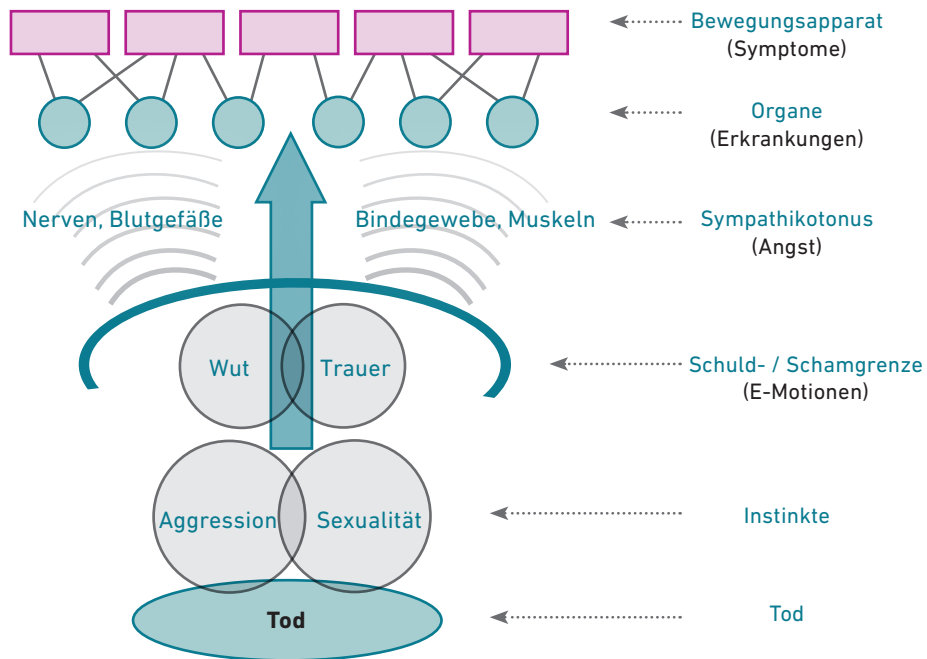 Bewegungsapparat
(Symptome)
Organe
(Erkrankungen)
Nerven, Blutgefäße
Bindegewebe, Muskeln
Sympathikotonus
(Angst)
Wut
Trauer
Schuld- / Schamgrenze
(E-Motionen)
Aggression
Sexualität
Instinkte
Tod
Tod